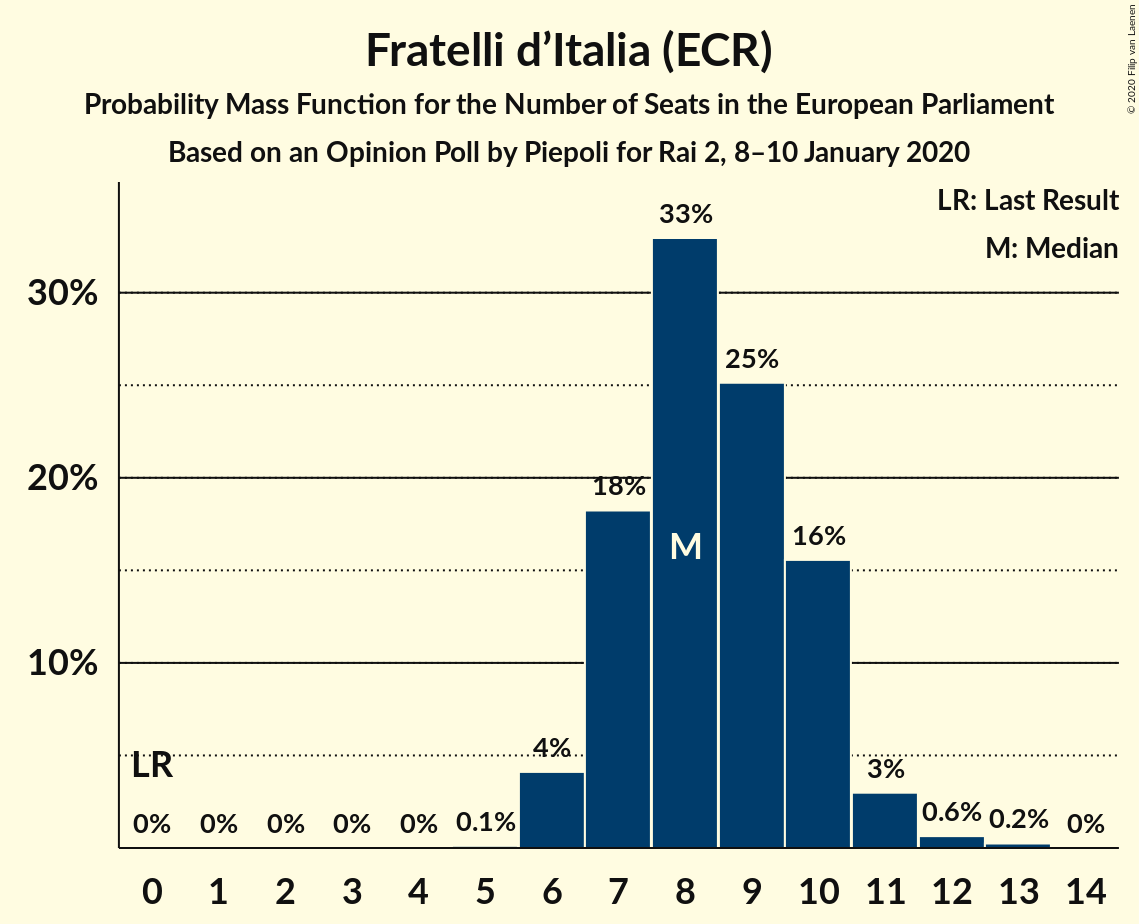 Fratelli d’Italia (ECR)
Probability Mass Function for the Number of Seats in the European Parliament
Based on an Opinion Poll by Piepoli for Rai 2, 8–10 January 2020
© 2020 Filip van Laenen
LR: Last Result
M: Median
33%
30%
25%
20%
18%
16%
M
10%
4%
3%
LR
0% 0% 0% 0% 0% 0.1% 0.6% 0.2% 0%
0 1 2 3 4 5 6 7 8 9 10 11 12 13 14